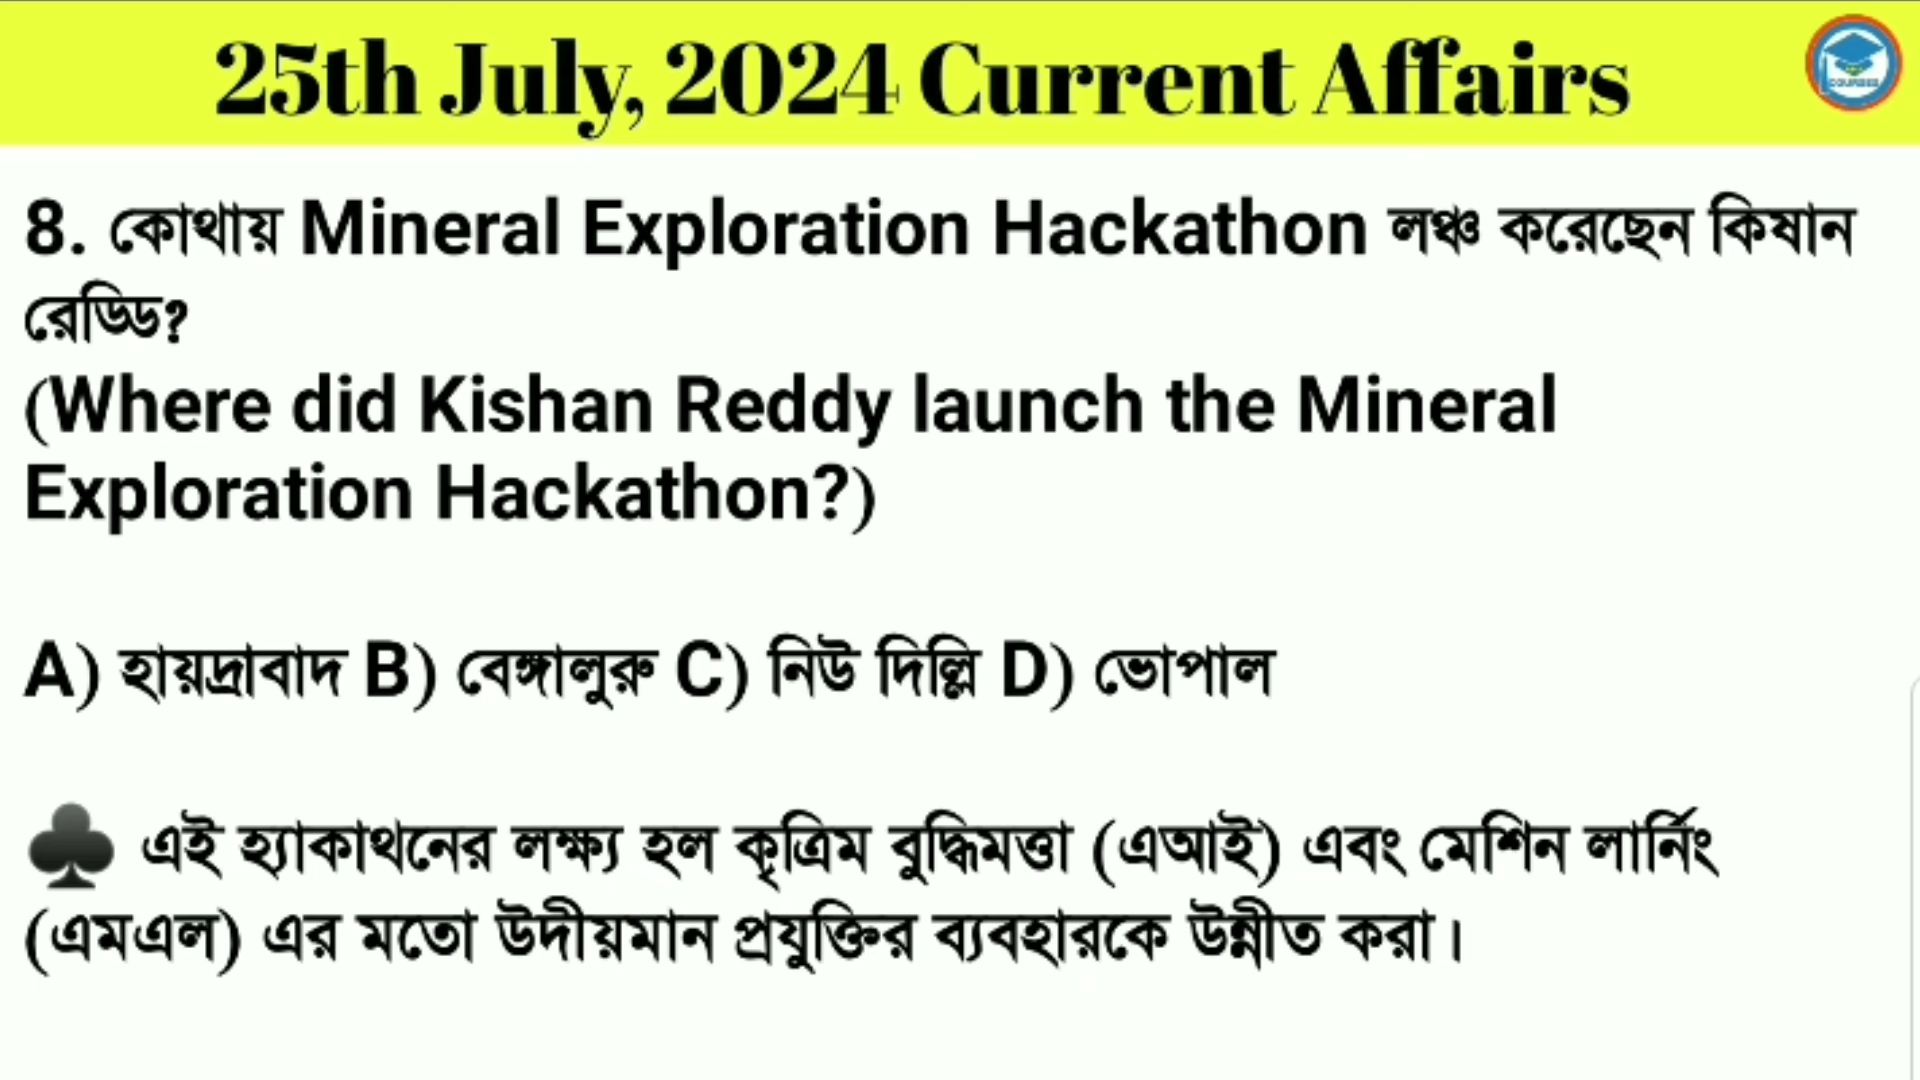 25th July, 2024 Current Affairs
COURSES
8. কোথায় Mineral Exploration Hackathon লঞ্চ করেছেন কিষান
রেড্ডি?
(Where did Kishan Reddy launch the Mineral
Exploration Hackathon?)
A) হায়দ্রাবাদ B) বেঙ্গালুরু C) নিউ দিল্লি D) ভোপাল
♣ এই হ্যাকাথনের লক্ষ্য হল কৃত্রিম বুদ্ধিমত্তা (এআই) এবং মেশিন লার্নিং
(এমএল) এর মতো উদীয়মান প্রযুক্তির ব্যবহারকে উন্নীত করা।